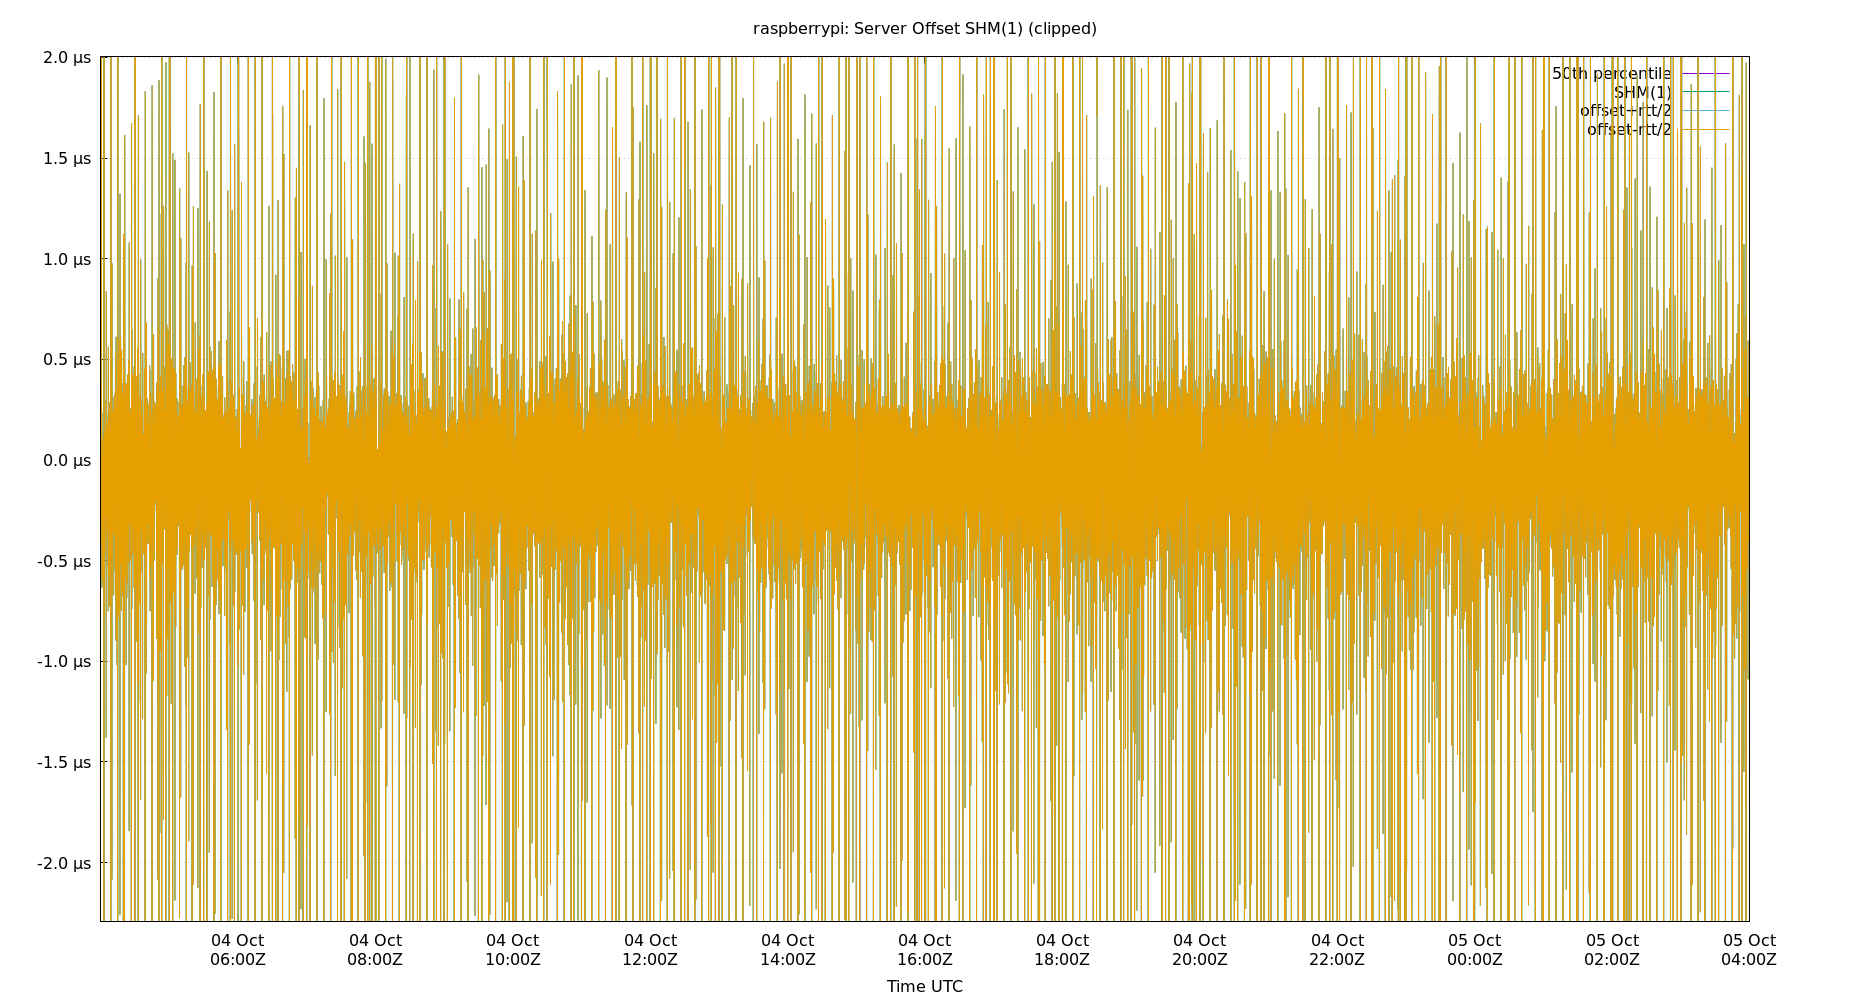 raspberrypi: Server Offset SHM(1) (clipped)
2.0 µs
1.5 µs
1.0 µs
0.5 µs
0.0 µs
-0.5 µs
-1.0 µs
-1.5 µs
-2.0 µs
50th percentile
SHM(1)
offset+rtt/2
offset-rtt/2
04 Oct 04 Oct 04 Oct 04 Oct 04 Oct 04 Oct 04 Oct 04 Oct 04 Oct 05 Oct 05 Oct 05 Oct
06:00Z 08:00Z 10:00Z 12:00Z 14:00Z 16:00Z 18:00Z 20:00Z 22:00Z 00:00Z 02:00Z 04:00Z
Time UTC